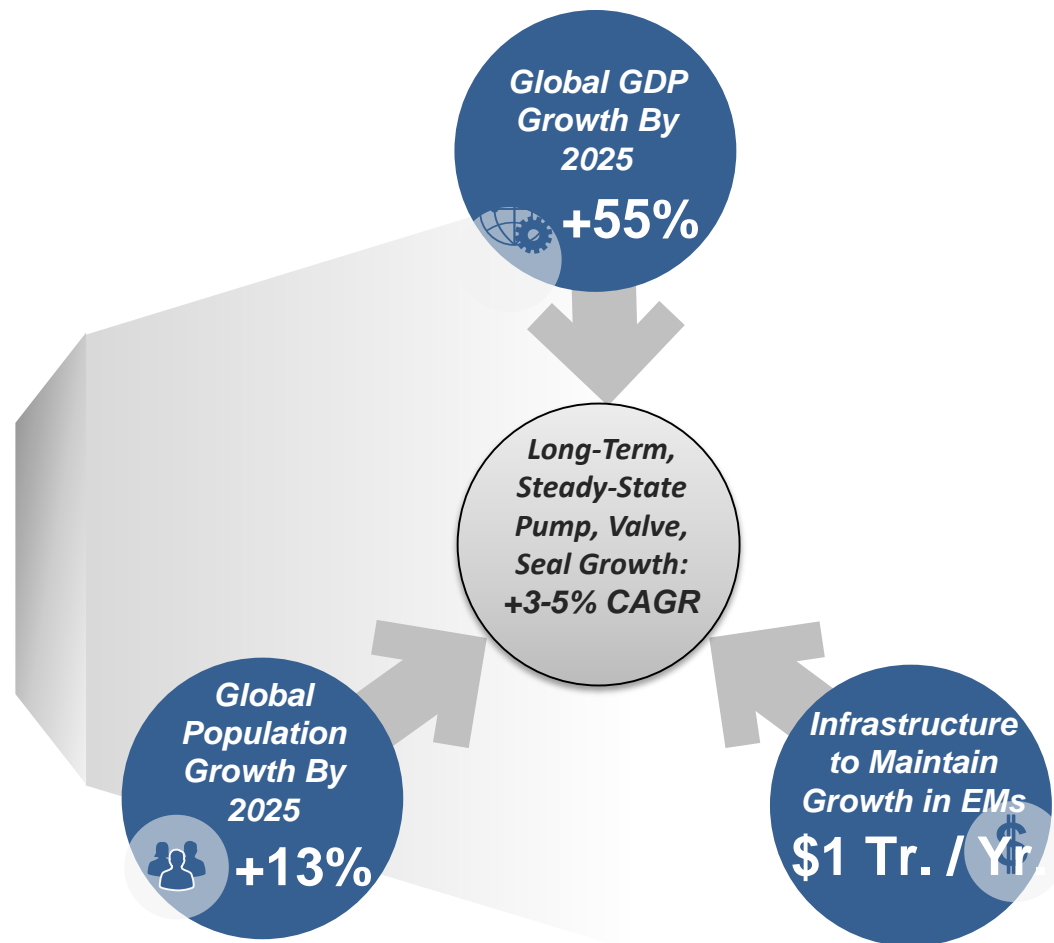 Global GDP
Growth By
2025
+55%
Long-Term,
Steady-State
Pump, Valve,
Seal Growth:
+3-5% CAGR
Global
Population
Growth By
2025
+13%
Infrastructure
to Maintain
Growth in EMs
$1 Tr. / Yr.
$